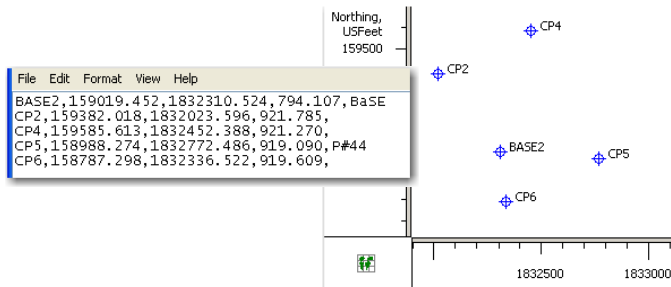 Northing,
USFeet
159500
CP4
CP2
File Edit Format View Help
BASE2,159019.452,1832310.524,794.107,BaSE
CP2,159382.018,1832023.596,921.785,
CP4,159585.613,1832452.388,921.270,
CP5,158988.274,1832772.486,919.090,P#44
CP6,158787.298,1832336.522,919.609,
BASE2
CP5
CP6
1832500
1833000